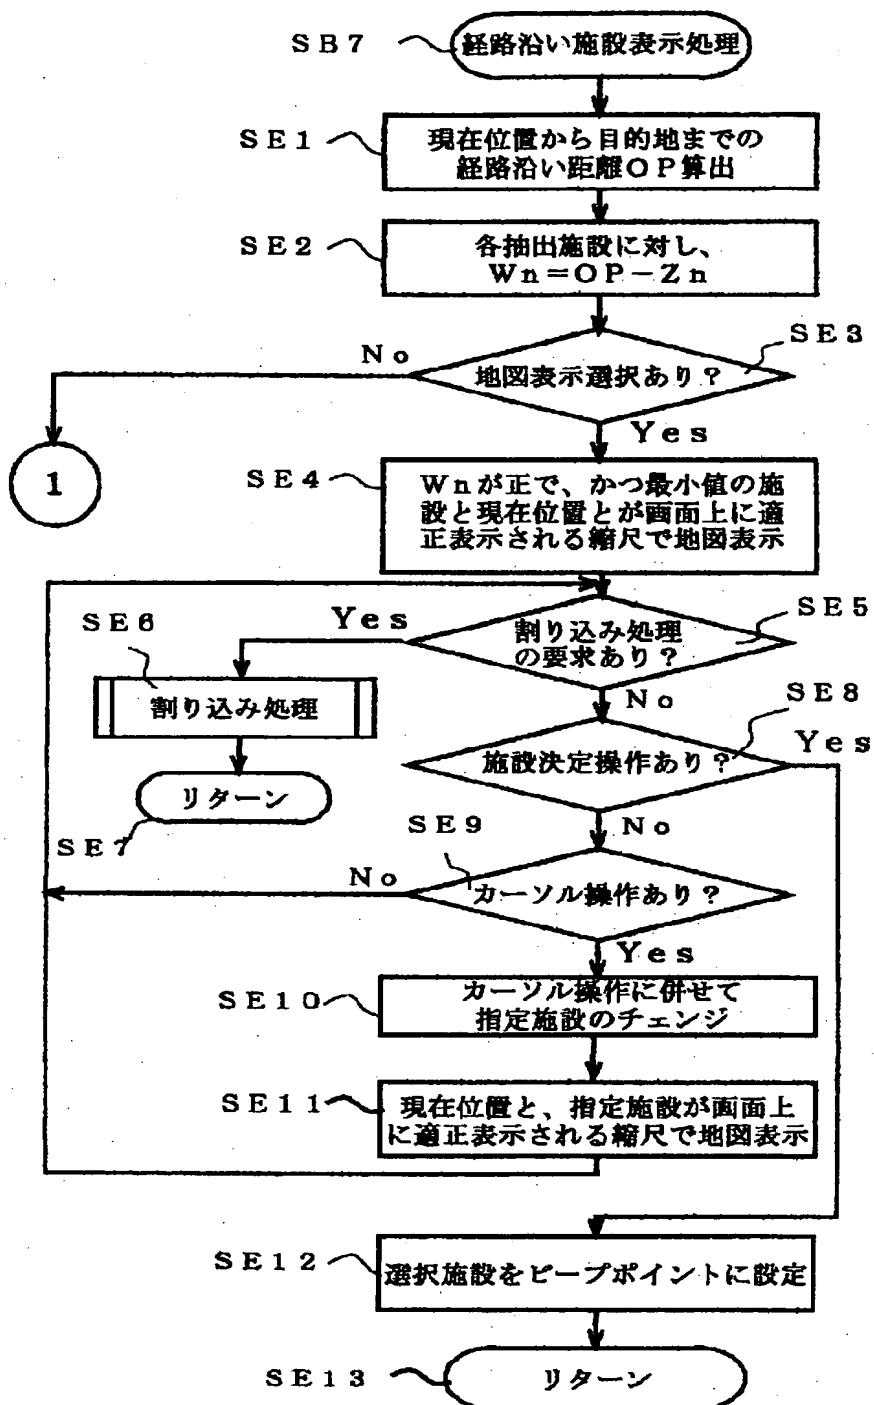 SB7
経路沿い施設表示処理
SE1
現在位置から目的地までの
経路沿い距離OP算出
SE2
各抽出施設に対し、
Wn=OP-Zn
SE3
No
地図表示選択あり?
Yes
1
SE4
Wnが正で、かつ最小値の施
設と現在位置とが画面上に適
正表示される縮尺で地図表示
SE5
Yes
割り込み処理
の要求あり?
SE6
No
割り込み処理
SE8
Yes
施設決定操作あり?
リターン
SE7
No
SE9
No
カーソル操作あり?
Yes
SE10
カーソル操作に併せて
指定施設のチェンジ
SE11
現在位置と、指定施設が画面上
に適正表示される縮尺で地図表示
SE12
選択施設をビープポイントに設定
SE13
リターン